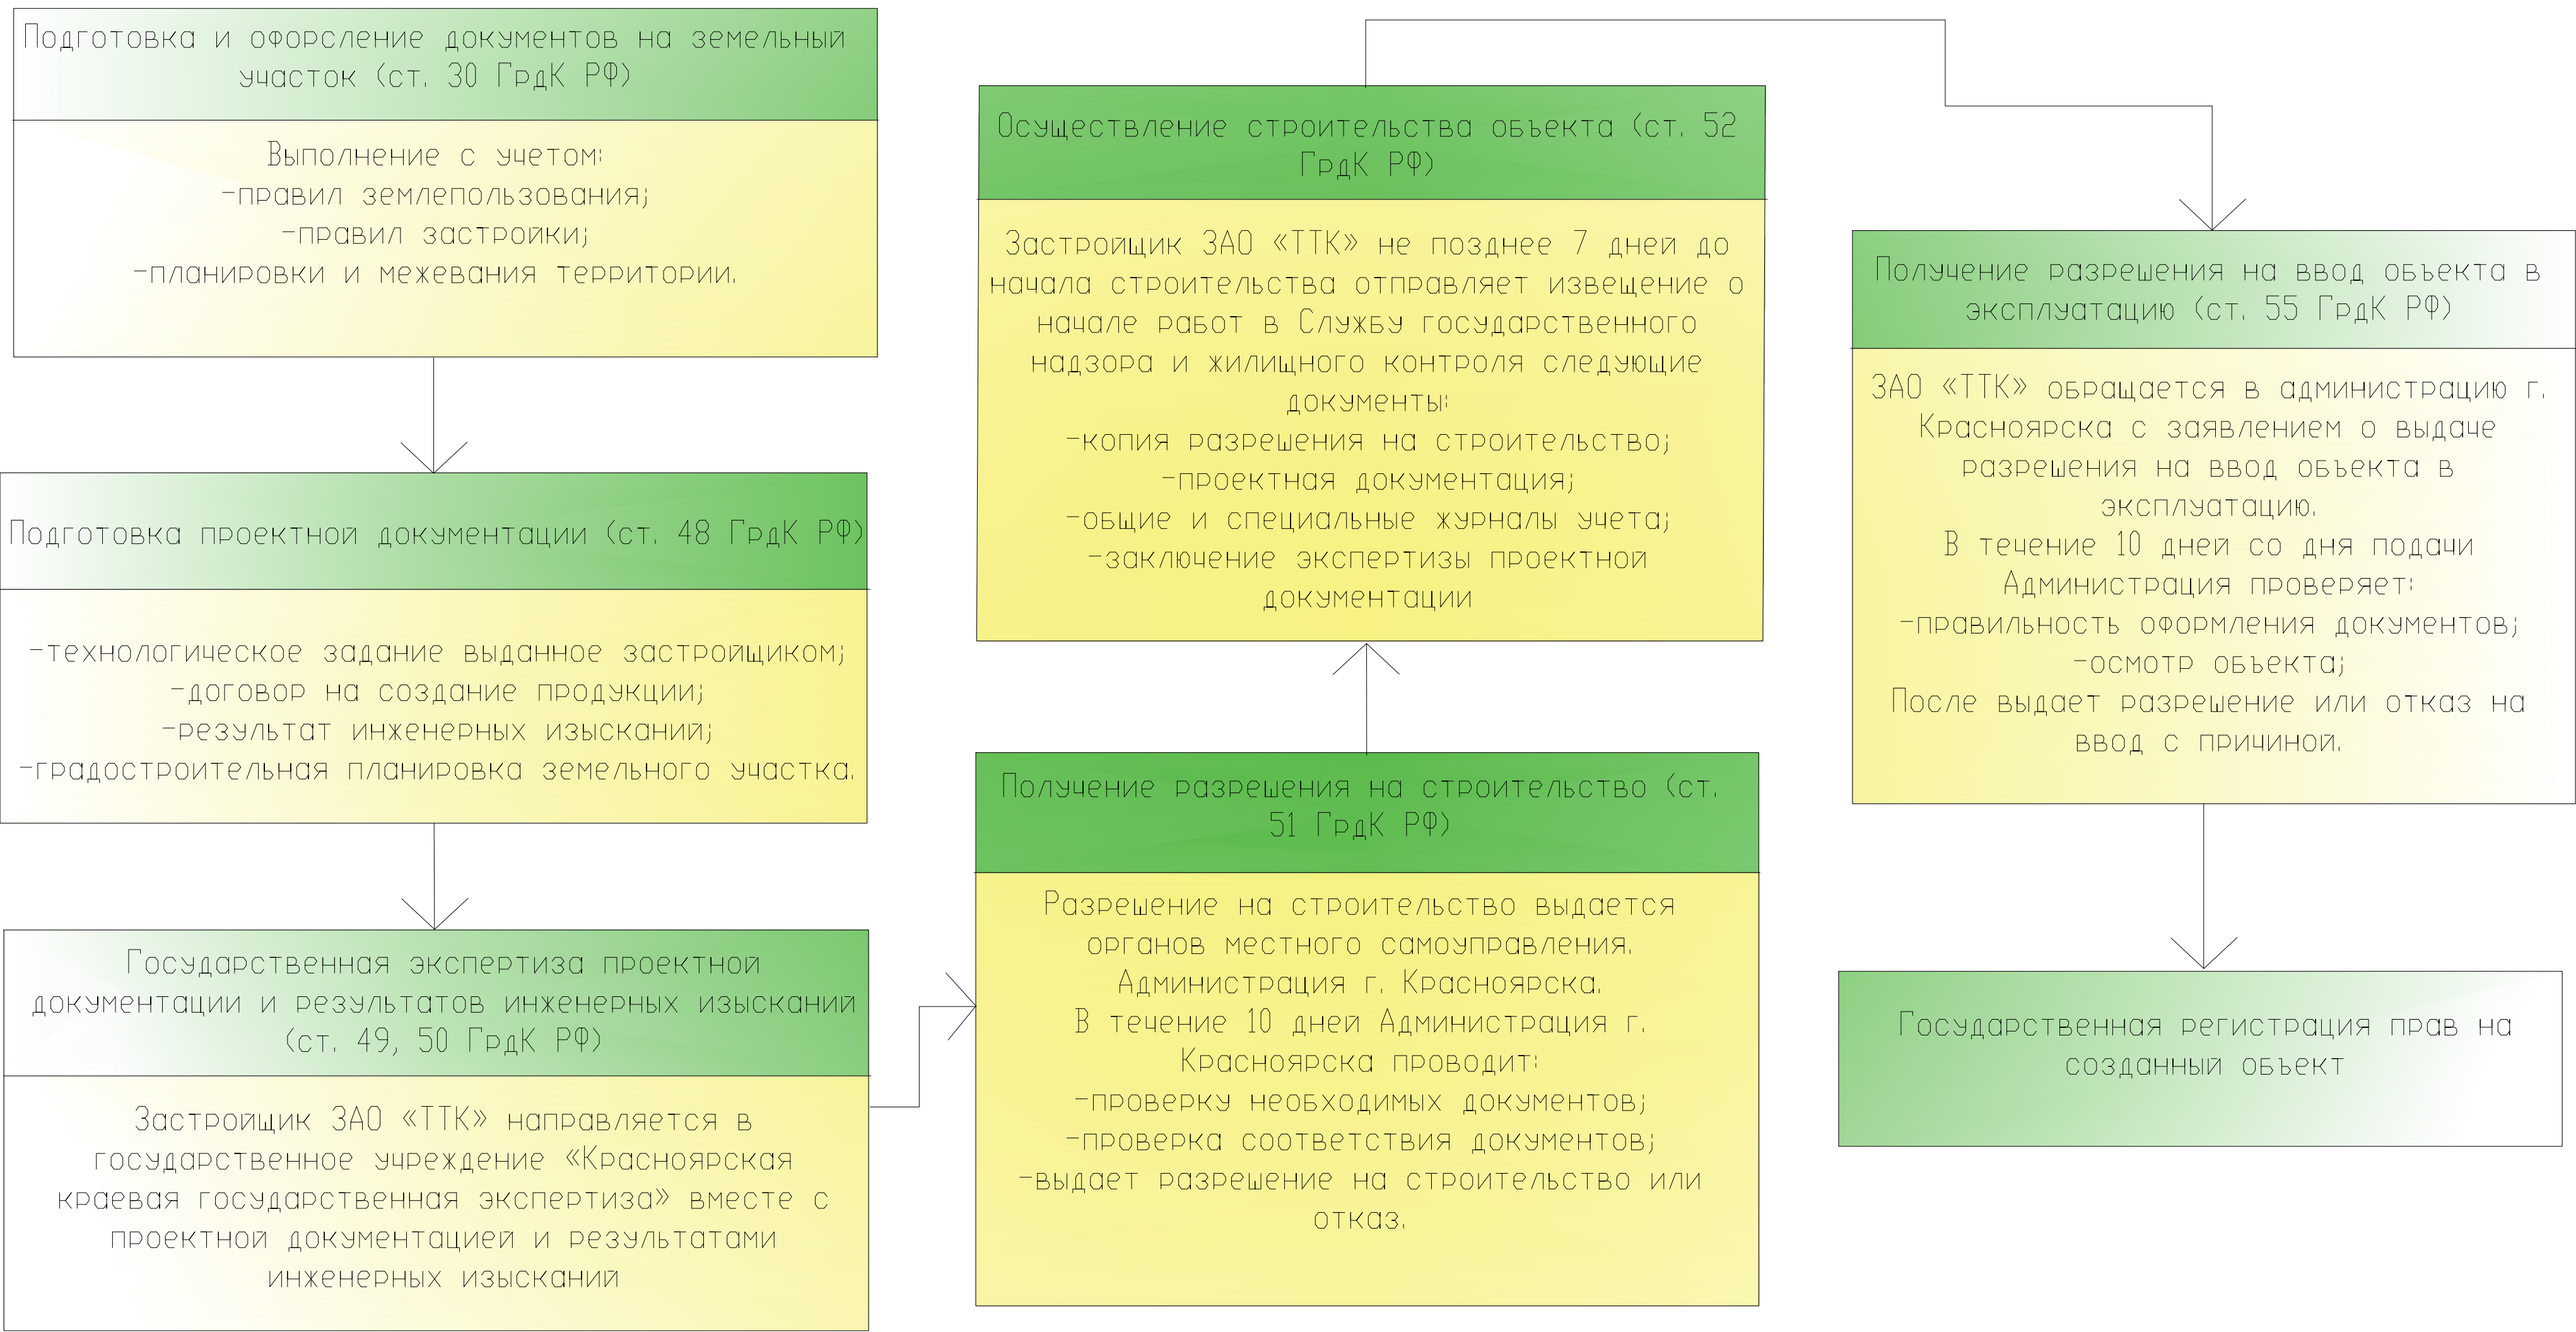 Подготовка и офорсление документов на земельный
участок (ст. 30 ГрдК РФ)
Выполнение с учетом:
-правил землепользования;
-правил застройки;
-планировки и межевания территории.
Подготовка проектной документации (ст. 48 ГрдК РФ)
-технологическое задание выданное застройщиком;
-договор на создание продукции;
-результат инженерных изысканий;
-градостроительная планировка земельного участка.
Государственная экспертиза проектной
документации и результатов инженерных изысканий
(ст. 49, 50 ГрдК РФ)
Застройщик ЗАО «ТТК» направляется в
государственное учреждение «Красноярская
краевая государственная экспертиза» вместе с
проектной документацией и результатами
инженерных изысканий
Получение разрешения на строительство (ст.
51 ГрдК РФ)
Разрешение на строительство выдается
органов местного самоуправления.
Администрация г. Красноярска.
В течение 10 дней Администрация г.
Красноярска проводит:
-проверку необходимых документов;
-проверка соответствия документов;
-выдает разрешение на строительство или
отказ.
Осуществление строительства объекта (ст. 52
ГрдК РФ)
Застройщик ЗАО «ТТК» не позднее 7 дней до
начала строительства отправляет извещение о
начале работ в Службу государственного
надзора и жилищного контроля следующие
документы:
-копия разрешения на строительство;
-проектная документация;
-общие и специальные журналы учета;
-заключение экспертизы проектной
документации
Получение разрешения на ввод объекта в
эксплуатацию (ст. 55 ГрдК РФ)
ЗАО «ТТК» обращается в администрацию г.
Красноярска с заявлением о выдаче
разрешения на ввод объекта в
эксплуатацию.
В течение 10 дней со дня подачи
Администрация проверяет:
-правильность оформления документов;
-осмотр объекта;
После выдает разрешение или отказ на
ввод с причиной.
Государственная регистрация прав на
созданный объект